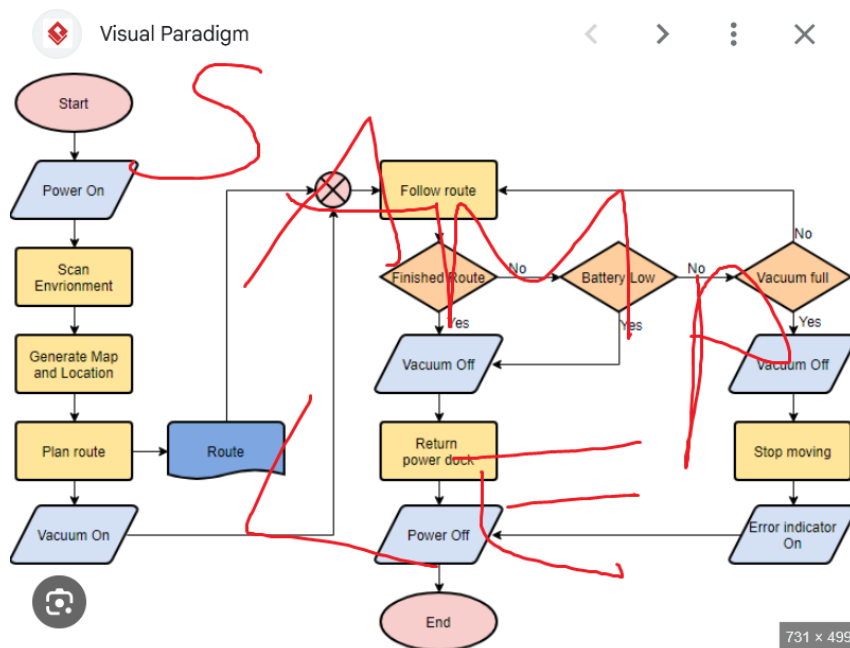 Visual Paradigm
Start
Power On
Scan
Envrionment
Generate Map
and Location
Plan route
Route
Vacuum On
Follow route
Finished Route
No
Battery Low
No
Vacuum full
No
Yes
Yes
Yes
Vacuum Off
Vacuum Off
Return
power dock
Stop moving
Power Off
Error indicator
On
End
SAMPLE
731 × 499